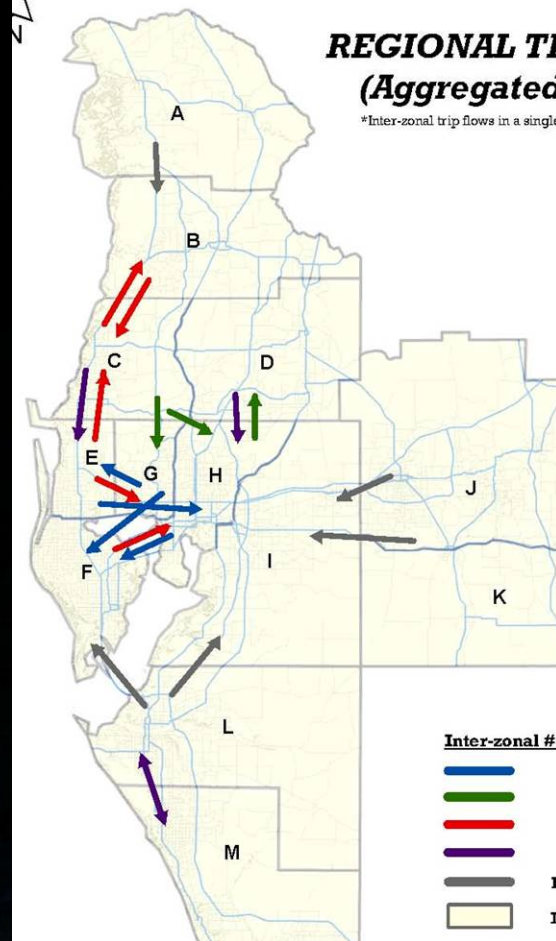 REGIONAL
(Aggregated
*Inter-zonal trip flows in a single
A
B
C
D
E
G
H
J
F
I
K
L
M
Inter-zonal #